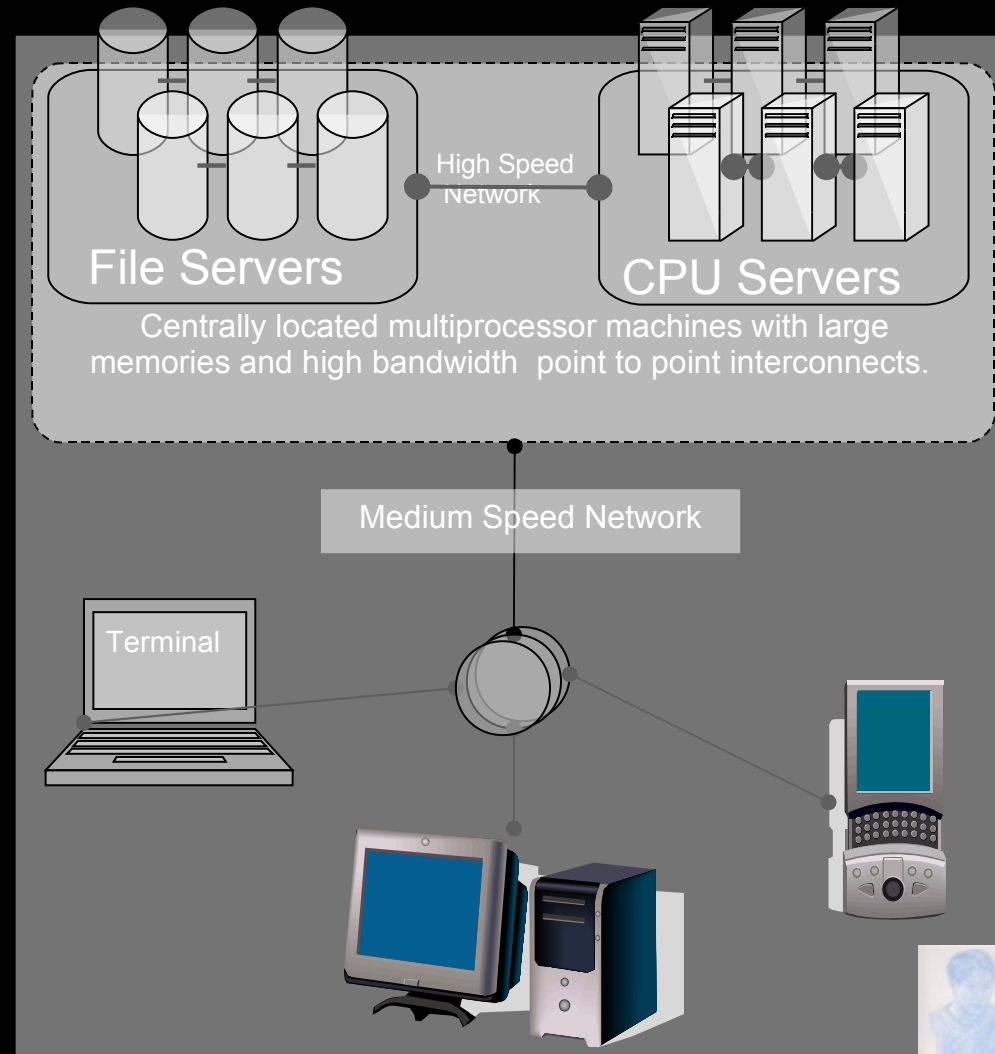 High Speed
Network
File Servers
CPU Servers
Centrally located multiprocessor machines with large
memories and high bandwidth  point to point interconnects.
Medium Speed Network
Terminal